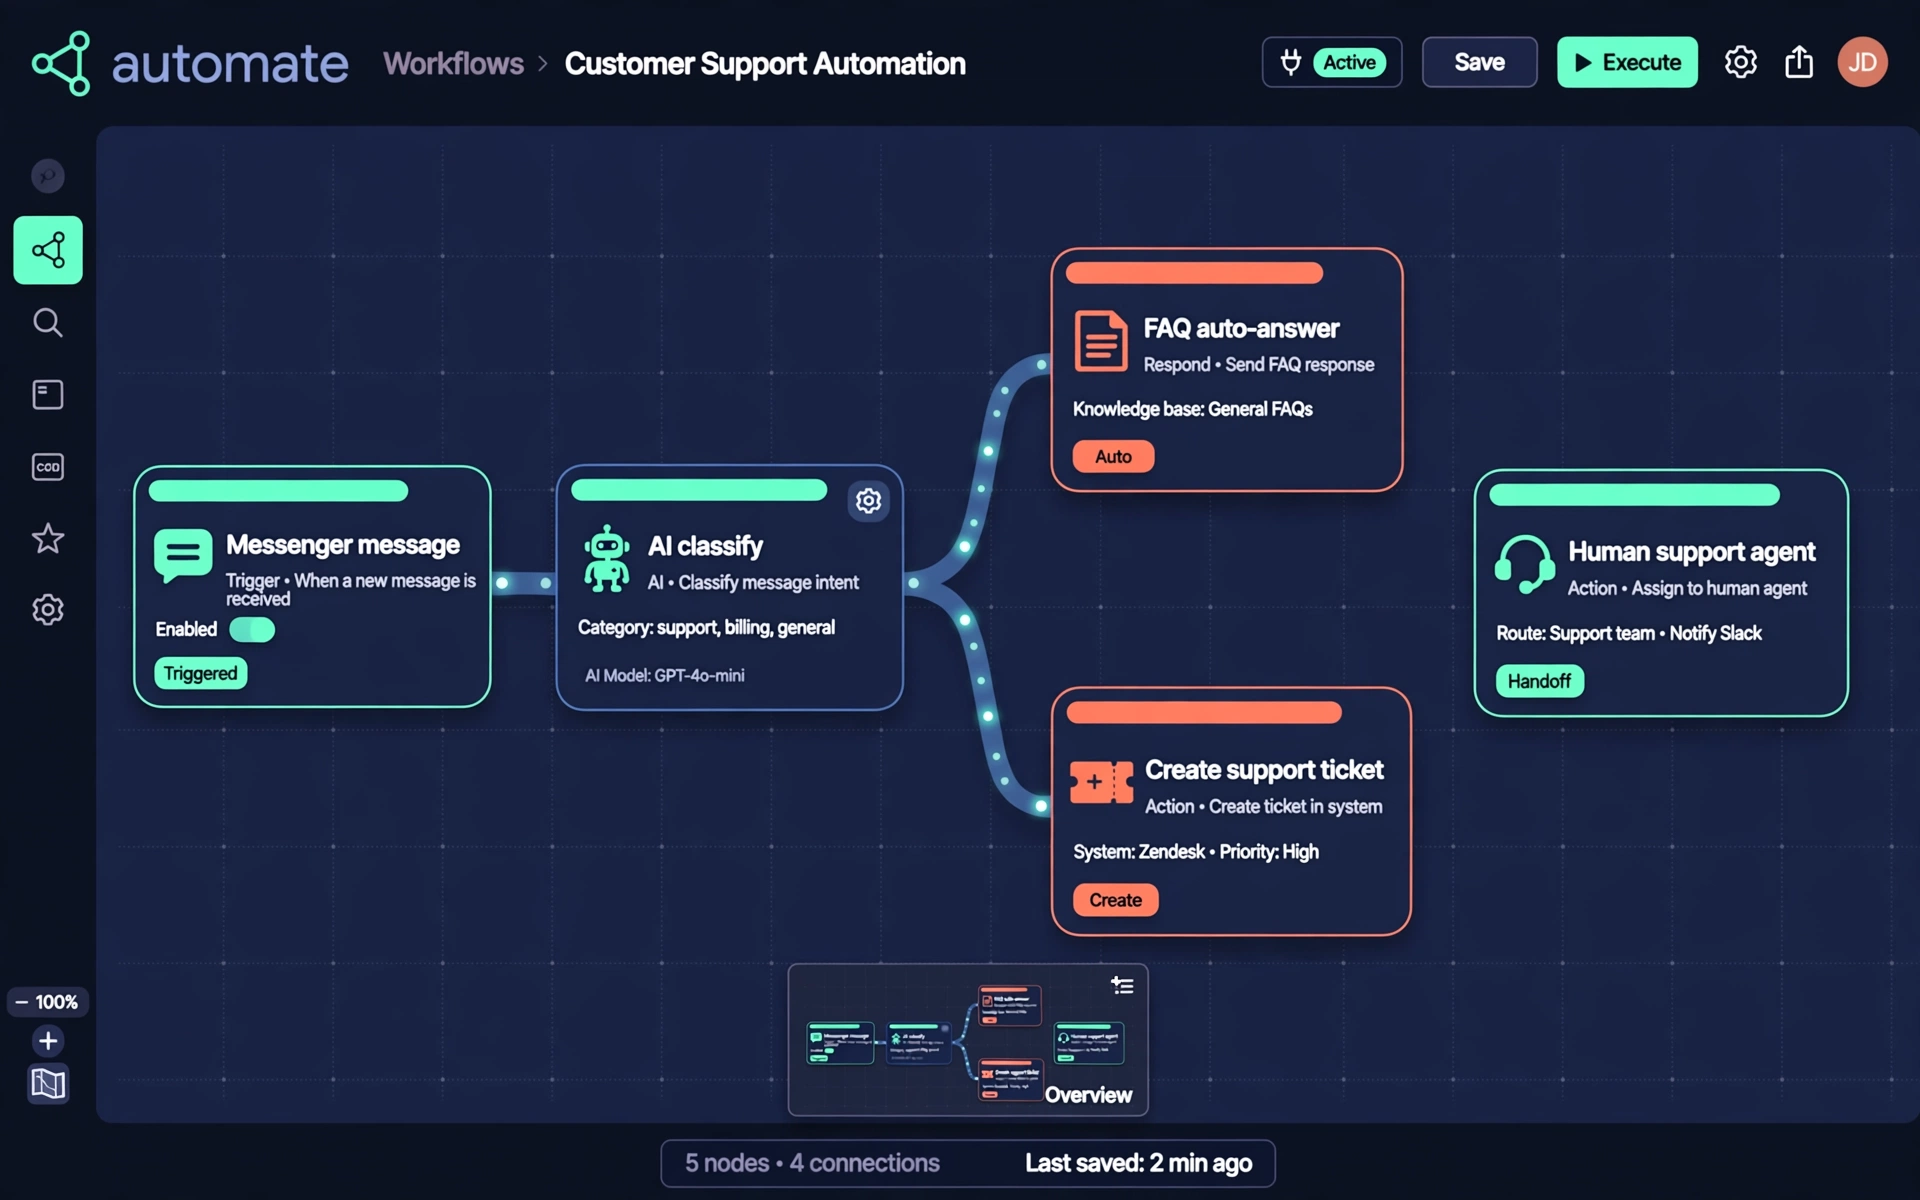 automate
Workflows > Customer Support Automation
Active
Save
Execute
JD
FAQ auto-answer
Respond • Send FAQ response
Knowledge base: General FAQs
Auto
Messenger message
Trigger • When a new message is
received
Enabled
Triggered
AI classify
AI • Classify message intent
Category: support, billing, general
AI Model: GPT-4o-mini
Human support agent
Action • Assign to human agent
Route: Support team • Notify Slack
Handoff
Create support ticket
Action • Create ticket in system
System: Zendesk • Priority: High
Create
COD
− 100%
+
Overview
5 nodes • 4 connections
Last saved: 2 min ago